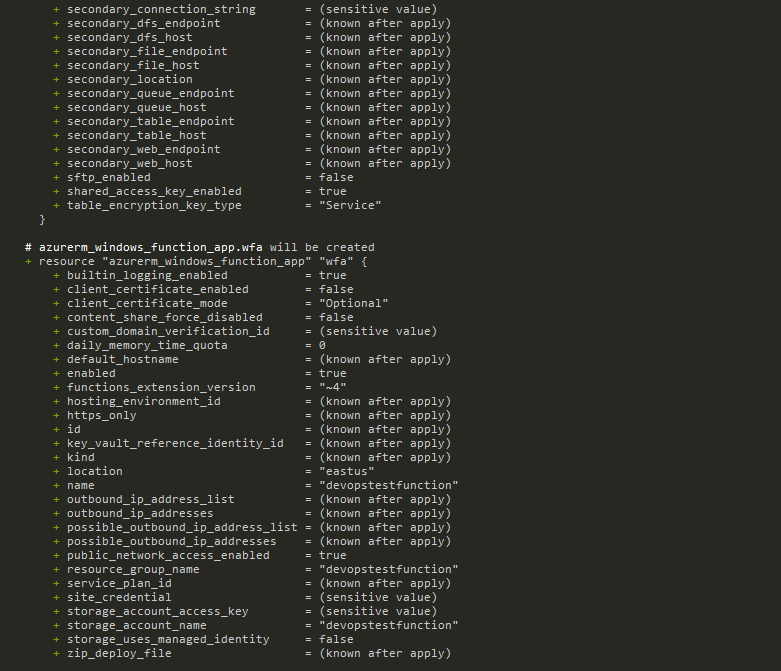 + secondary_connection_string       = (sensitive value)
+ secondary_dfs_endpoint            = (known after apply)
+ secondary_dfs_host                = (known after apply)
+ secondary_file_endpoint           = (known after apply)
+ secondary_file_host               = (known after apply)
+ secondary_location                = (known after apply)
+ secondary_queue_endpoint          = (known after apply)
+ secondary_queue_host              = (known after apply)
+ secondary_table_endpoint          = (known after apply)
+ secondary_table_host              = (known after apply)
+ secondary_web_endpoint            = (known after apply)
+ secondary_web_host                = (known after apply)
+ sftp_enabled                      = false
+ shared_access_key_enabled         = true
+ table_encryption_key_type         = "Service"
}
# azurerm_windows_function_app.wfa will be created
+ resource "azurerm_windows_function_app" "wfa" {
+ builtin_logging_enabled           = true
+ client_certificate_enabled        = false
+ client_certificate_mode           = "Optional"
+ content_share_force_disabled      = false
+ custom_domain_verification_id     = (sensitive value)
+ daily_memory_time_quota           = 0
+ default_hostname                  = (known after apply)
+ enabled                           = true
+ functions_extension_version       = "~4"
+ hosting_environment_id            = (known after apply)
+ https_only                        = (known after apply)
+ id                                = (known after apply)
+ key_vault_reference_identity_id   = (known after apply)
+ kind                              = (known after apply)
+ location                          = "eastus"
+ name                              = "devopstestfunction"
+ outbound_ip_address_list          = (known after apply)
+ outbound_ip_addresses             = (known after apply)
+ possible_outbound_ip_address_list = (known after apply)
+ possible_outbound_ip_addresses    = (known after apply)
+ public_network_access_enabled     = true
+ resource_group_name               = "devopstestfunction"
+ service_plan_id                   = (known after apply)
+ site_credential                   = (sensitive value)
+ storage_account_access_key        = (sensitive value)
+ storage_account_name              = "devopstestfunction"
+ storage_uses_managed_identity     = false
+ zip_deploy_file                   = (known after apply)